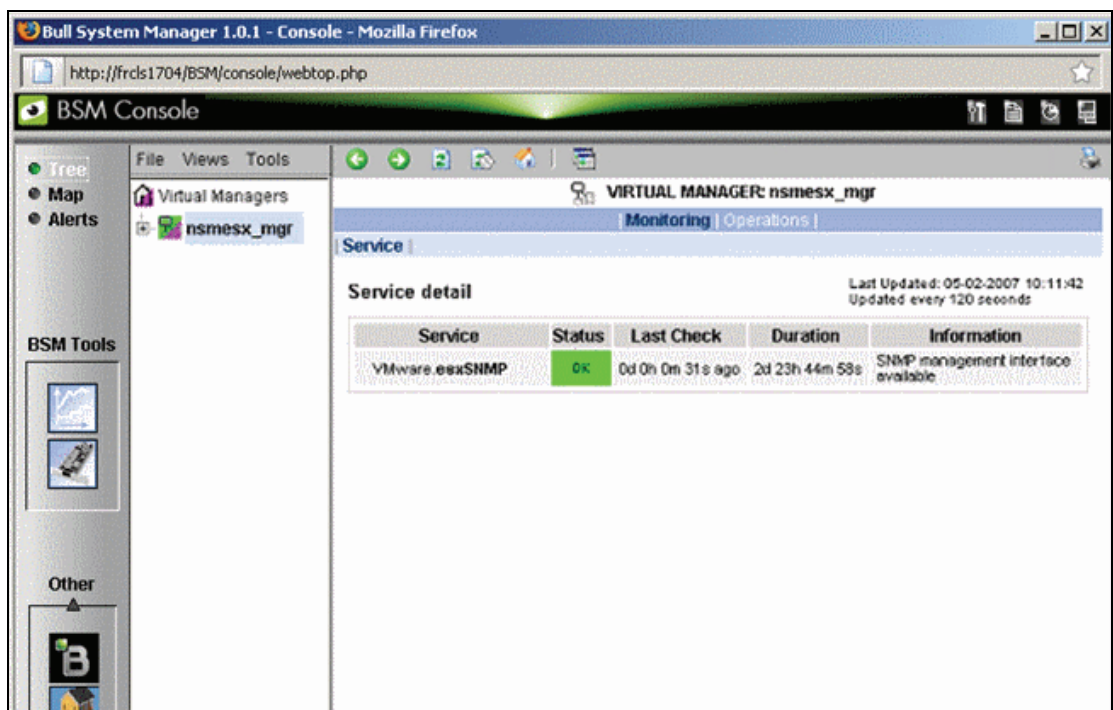 Bull System Manager 1.0.1 - Console - Mozilla Firefox
http://frcls1704/BSM/console/webtop.php
BSM Console
Tree
Map
Alerts
File Views Tools
Virtual Managers
nsmesx_mgr
VIRTUAL MANAGER: nsmesx_mgr
| Monitoring | Operations |
| Service |
Service detail
Last Updated: 05-02-2007 10:11:42
Updated every 120 seconds
Service Status Last Check Duration Information
VMware.esxSNMP OK 0d 0h 0m 31s ago 2d 23h 44m 58s SNMP management interface
available
BSM Tools
Other
B